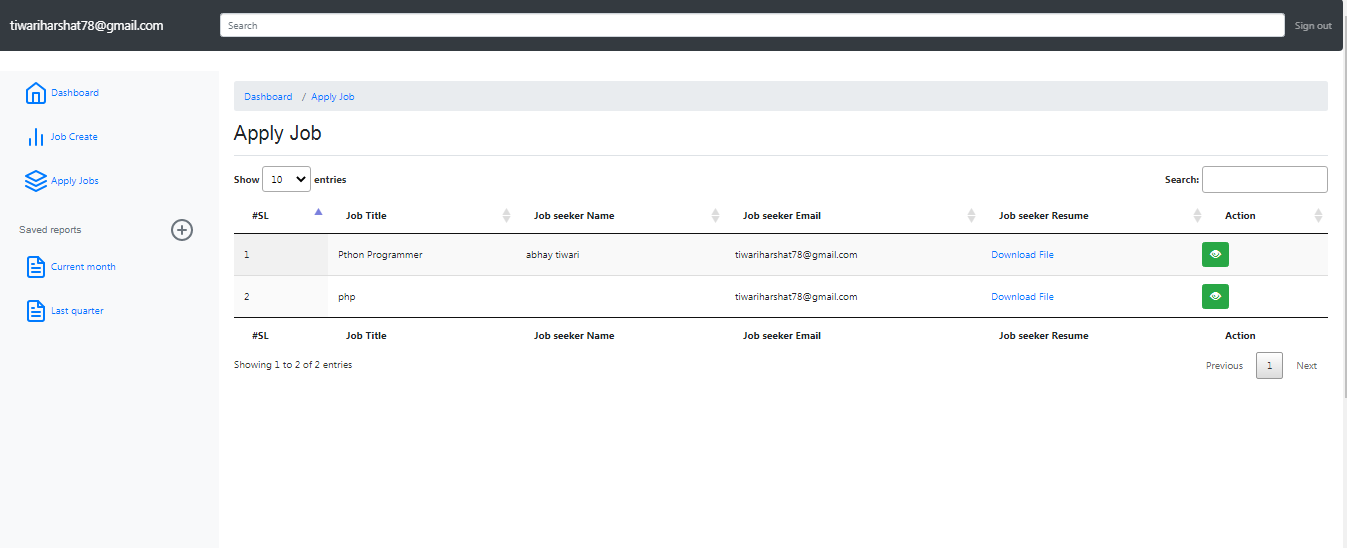 tiwariharshat78@gmail.com Search Sign out
Dashboard
Job Create
Apply Jobs
Saved reports
Current month
Last quarter
Dashboard / Apply Job
Apply Job
Show 10 entries Search:
#SL Job Title Job seeker Name Job seeker Email Job seeker Resume Action
1 Pthon Programmer abhay tiwari tiwariharshat78@gmail.com Download File
2 php tiwariharshat78@gmail.com Download File
#SL Job Title Job seeker Name Job seeker Email Job seeker Resume Action
Showing 1 to 2 of 2 entries Previous 1 Next